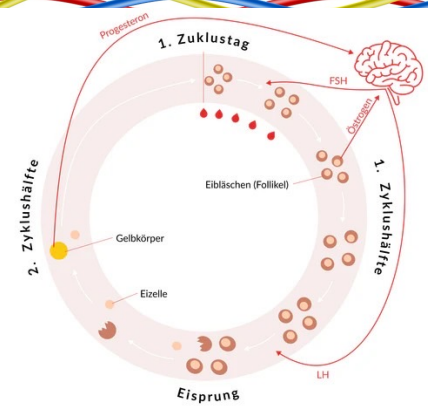 Progesteron
1. Zuklustag
FSH
Östrogen
Eibläschen (Follikel)
1. Zyklushälfte
2. Zyklushälfte
Gelbkörper
Eizelle
LH
Eisprung